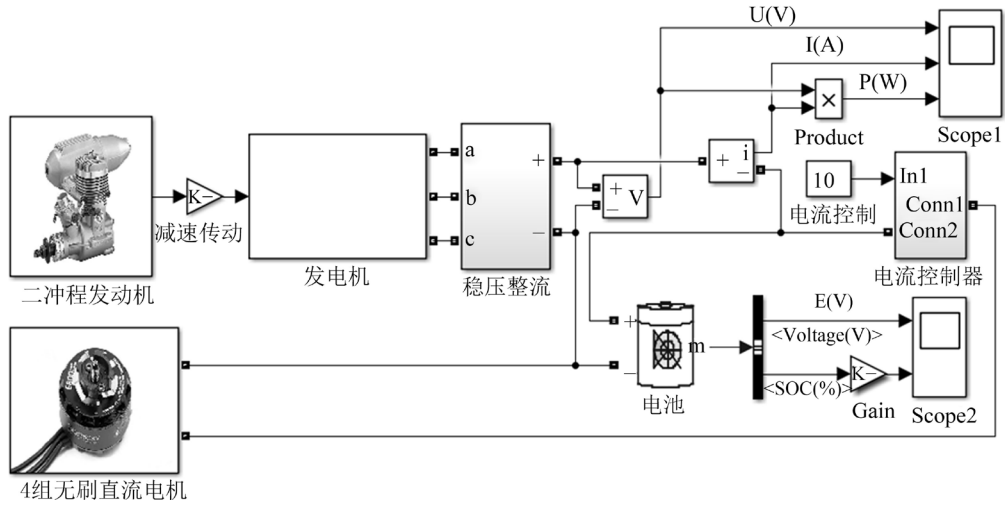 U(V)
I(A)
P(W)
×
Product
Scope1
K−
减速传动
二冲程发动机
发电机
a
b
c
+
−
稳压整流
+
−
V
+
−
i
10
电流控制
In1
Conn1
Conn2
电流控制器
+
−
m
电池
E(V)
<Voltage(V)>
<SOC(%)>
K−
Gain
Scope2
4组无刷直流电机